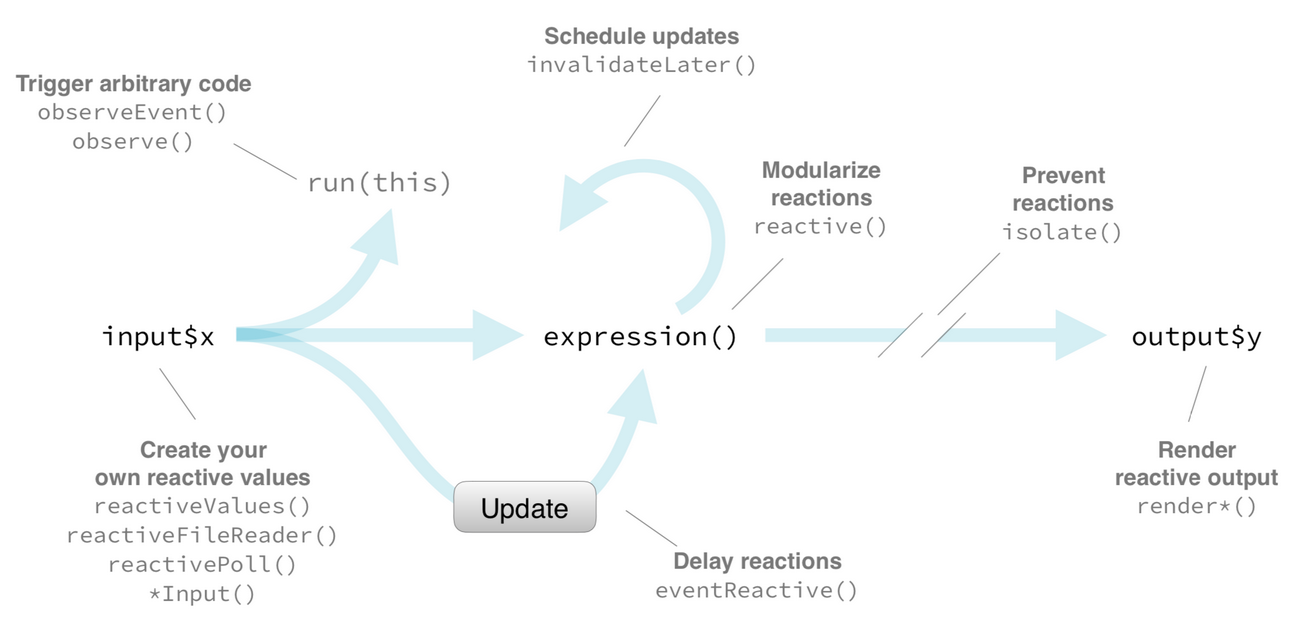 Schedule updates
invalidateLater()
Trigger arbitrary code
observeEvent()
observe()
run(this)
Modularize
reactions
reactive()
Prevent
reactions
isolate()
input$x
expression()
output$y
Create your
own reactive values
reactiveValues()
reactiveFileReader()
reactivePoll()
*Input()
Update
Delay reactions
eventReactive()
Render
reactive output
render*()